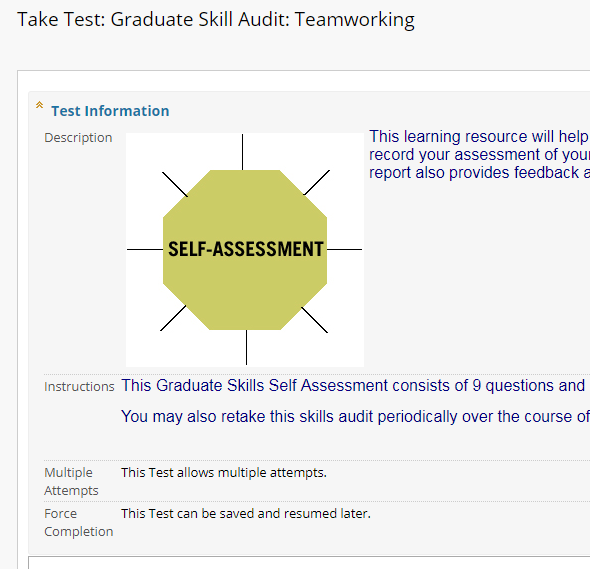 Take Test: Graduate Skill Audit: Teamworking
Test Information
Description
SELF-ASSESSMENT
This learning resource will help
record your assessment of your
report also provides feedback a
Instructions
This Graduate Skills Self Assessment consists of 9 questions and
You may also retake this skills audit periodically over the course of
Multiple
Attempts
This Test allows multiple attempts.
Force
Completion
This Test can be saved and resumed later.